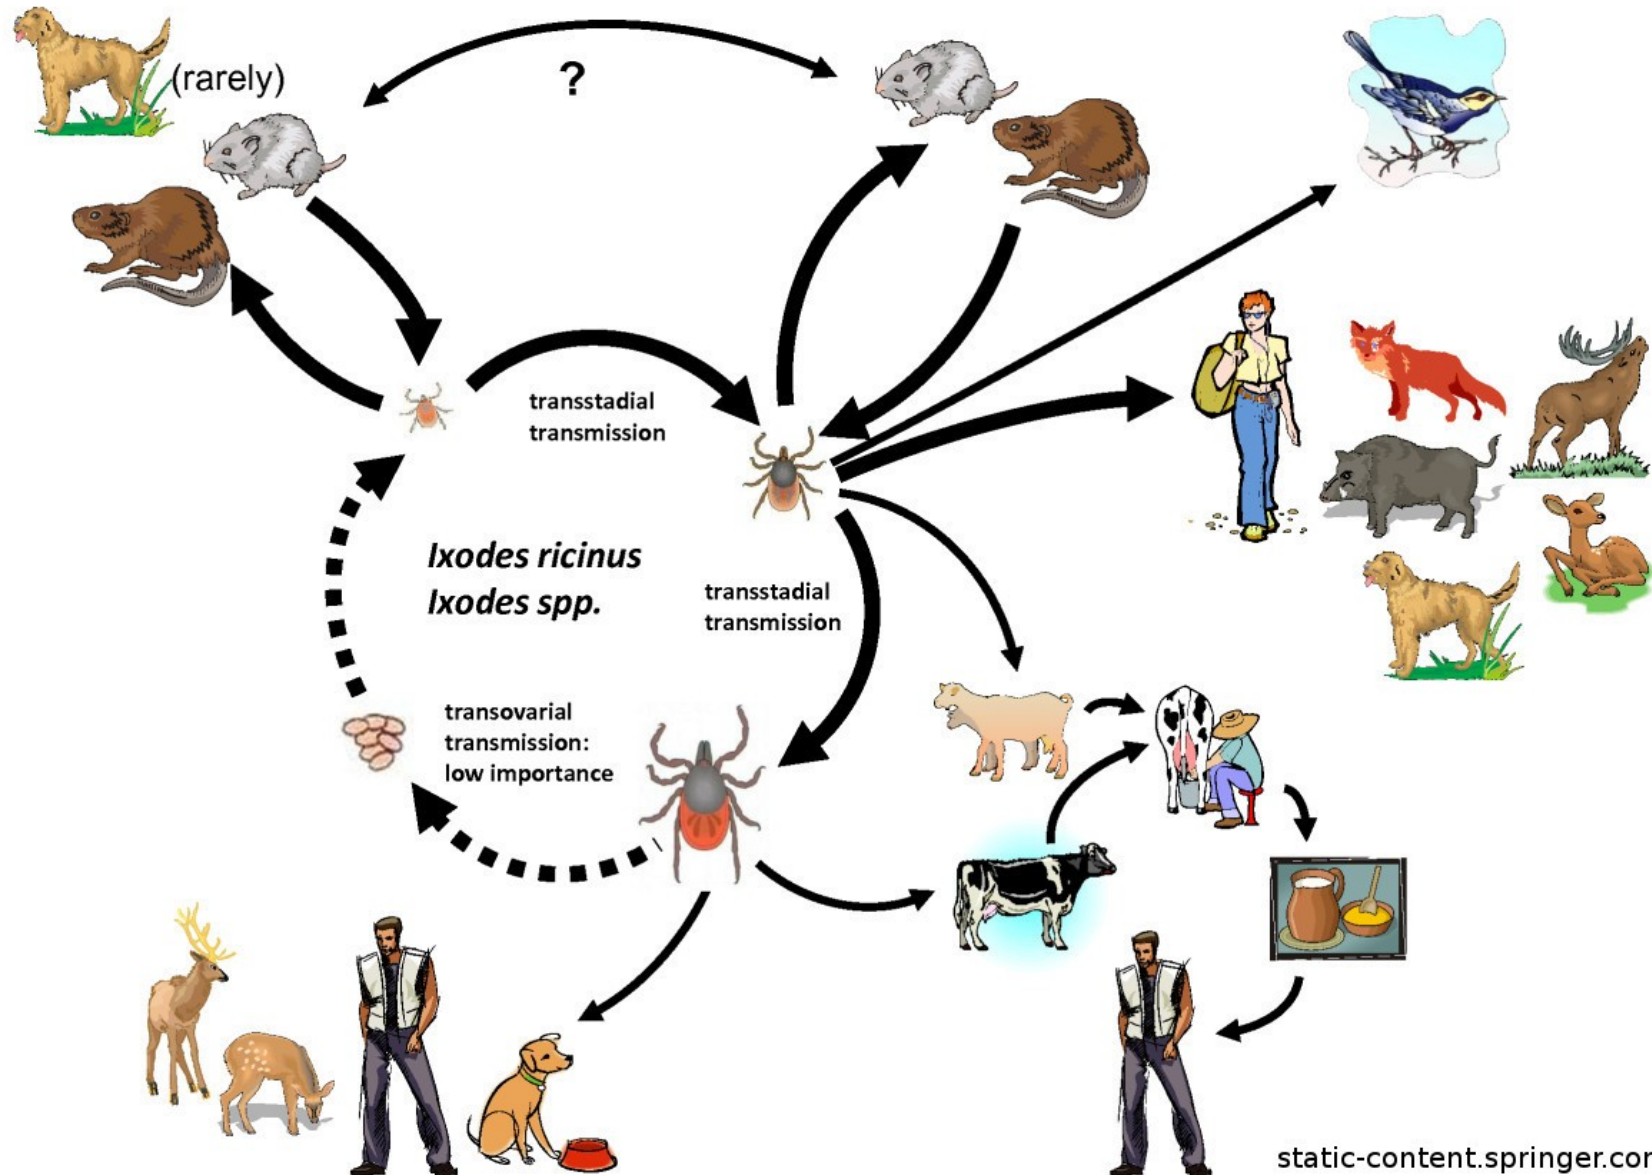 (rarely)
?
transstadial
transmission
Ixodes ricinus
Ixodes spp.
transstadial
transmission
transovarial
transmission:
low importance
static-content.springer.com